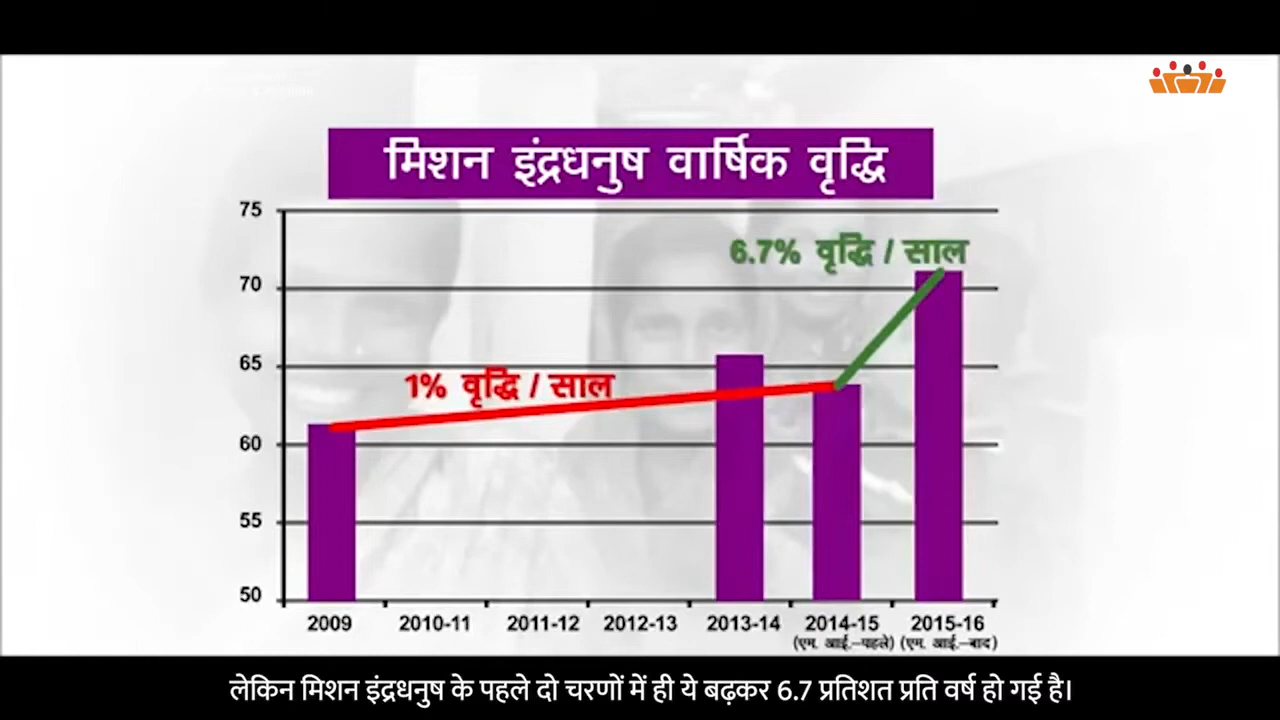 मिशन इंद्रधनुष वार्षिक वृद्धि
75
6.7% वृद्धि / साल
70
65
1% वृद्धि / साल
60
55
50
2009 2010-11 2011-12 2012-13 2013-14 2014-15 2015-16
(एम. आई.–पहले) (एम. आई.–बाद)
लेकिन मिशन इंद्रधनुष के पहले दो चरणों में ही ये बढ़कर 6.7 प्रतिशत प्रति वर्ष हो गई है।